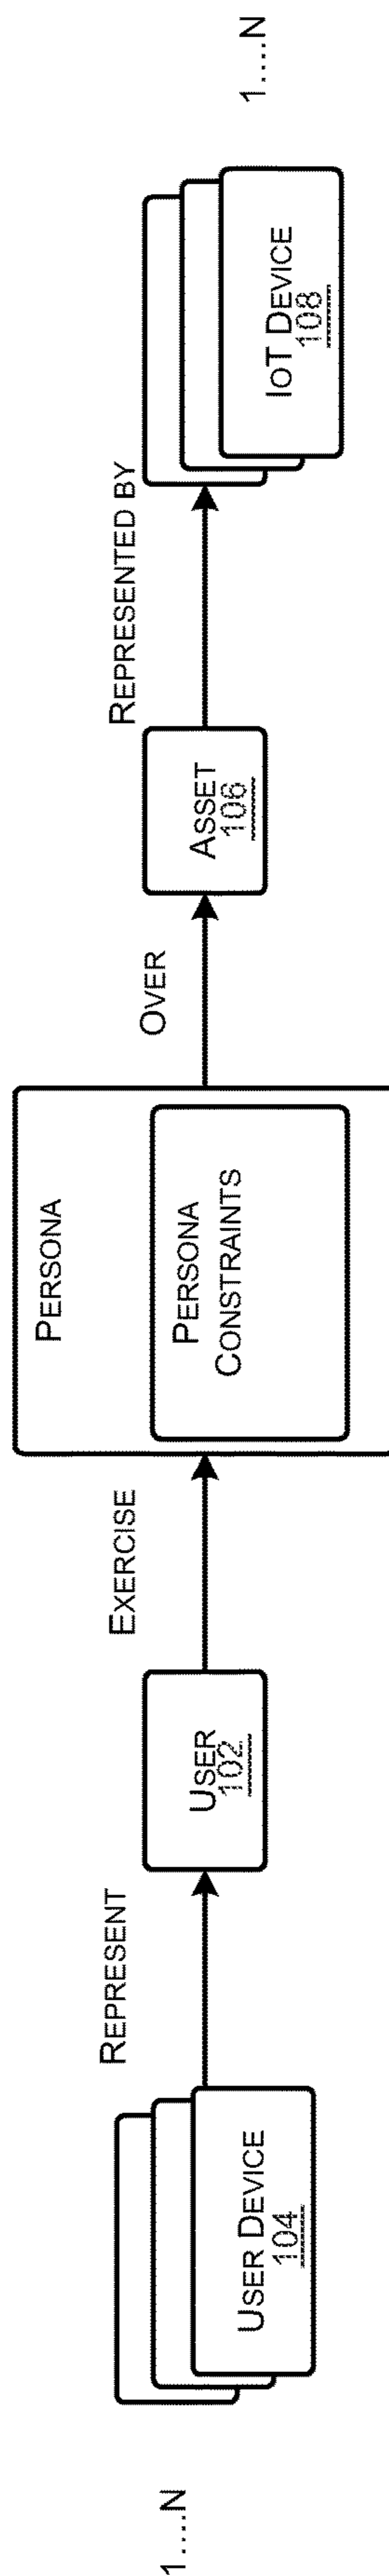 1....N
USER DEVICE
104
REPRESENT
USER
102
EXERCISE
PERSONA
PERSONA
CONSTRAINTS
OVER
ASSET
106
REPRESENTED BY
IOT DEVICE
108
1....N